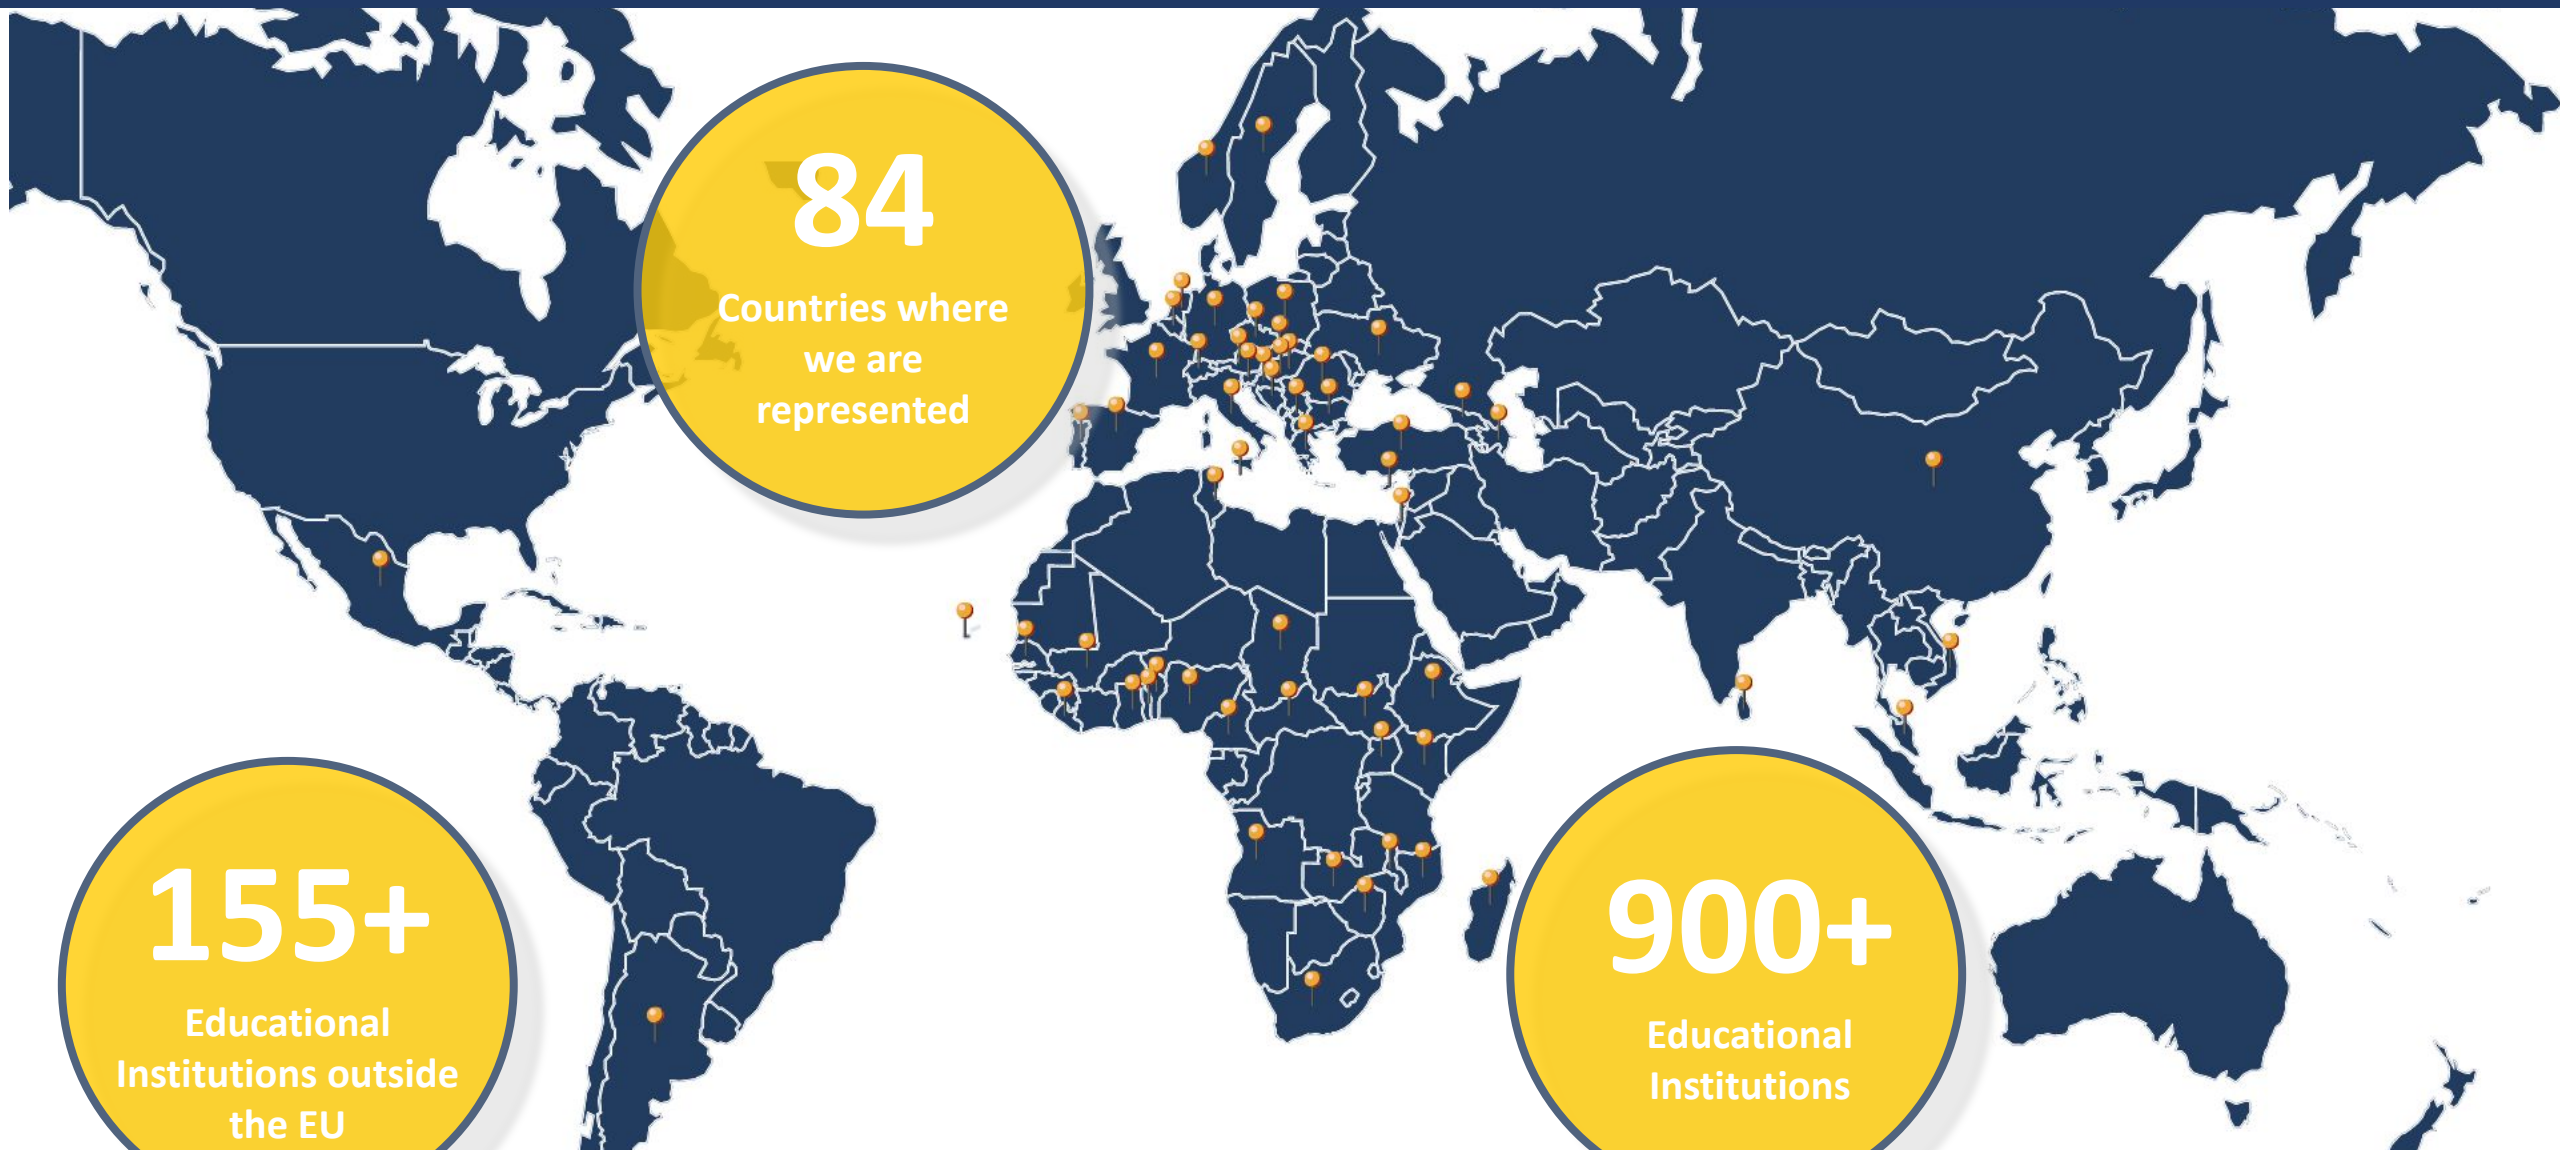 84
Countries where
we are
represented
155+
Educational
Institutions outside
the EU
900+
Educational
Institutions